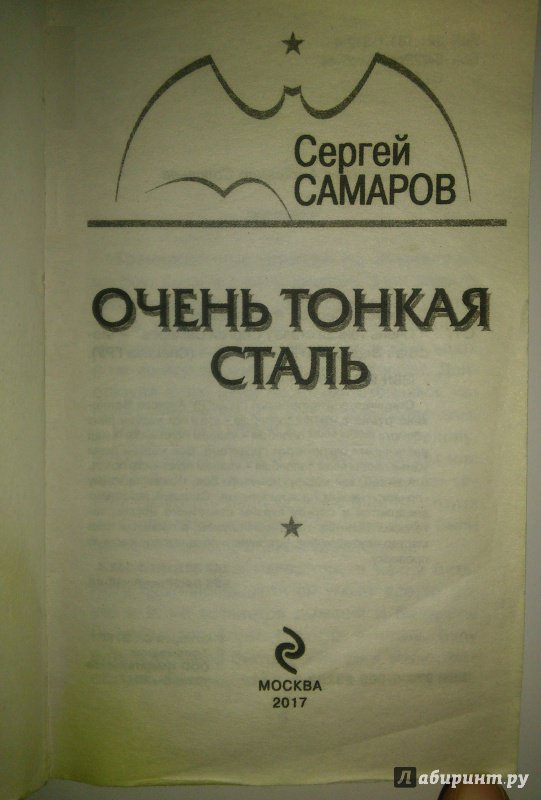 Сергей
САМАРОВ
ОЧЕНЬ ТОНКАЯ
СТАЛЬ
МОСКВА
2017
Лабиринт.ру